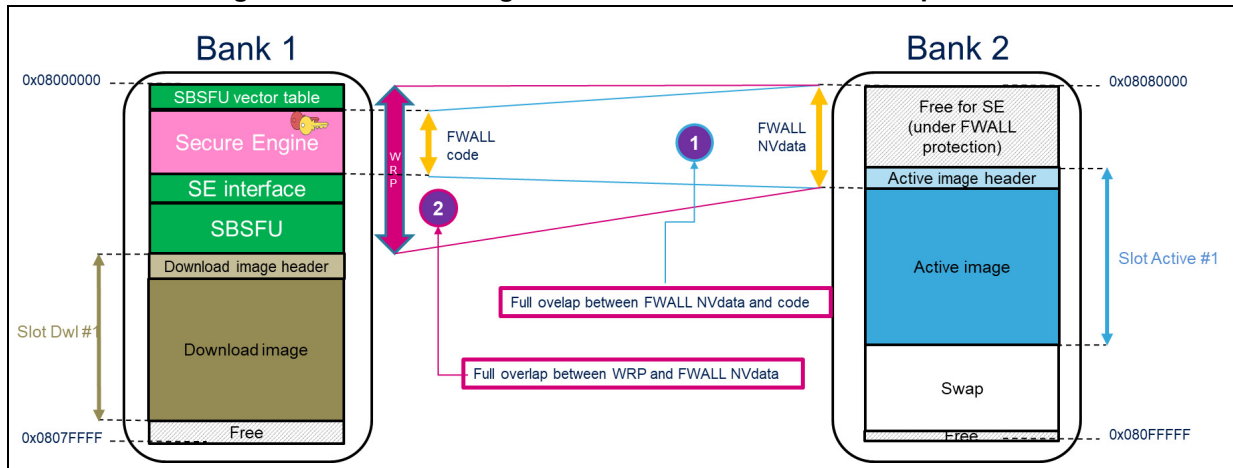 Bank 1
Bank 2
0x08000000
0x08080000
SBSFU vector table
Secure Engine
SE interface
SBSFU
Download image header
Download image
Free
Slot Dwl #1
0x0807FFFF
WRP
FWALL
code
FWALL
NVdata
1
2
Full ovelap between FWALL NVdata and code
Full overlap between WRP and FWALL NVdata
Free for SE
(under FWALL
protection)
Active image header
Active image
Slot Active #1
Swap
Free
0x080FFFFF